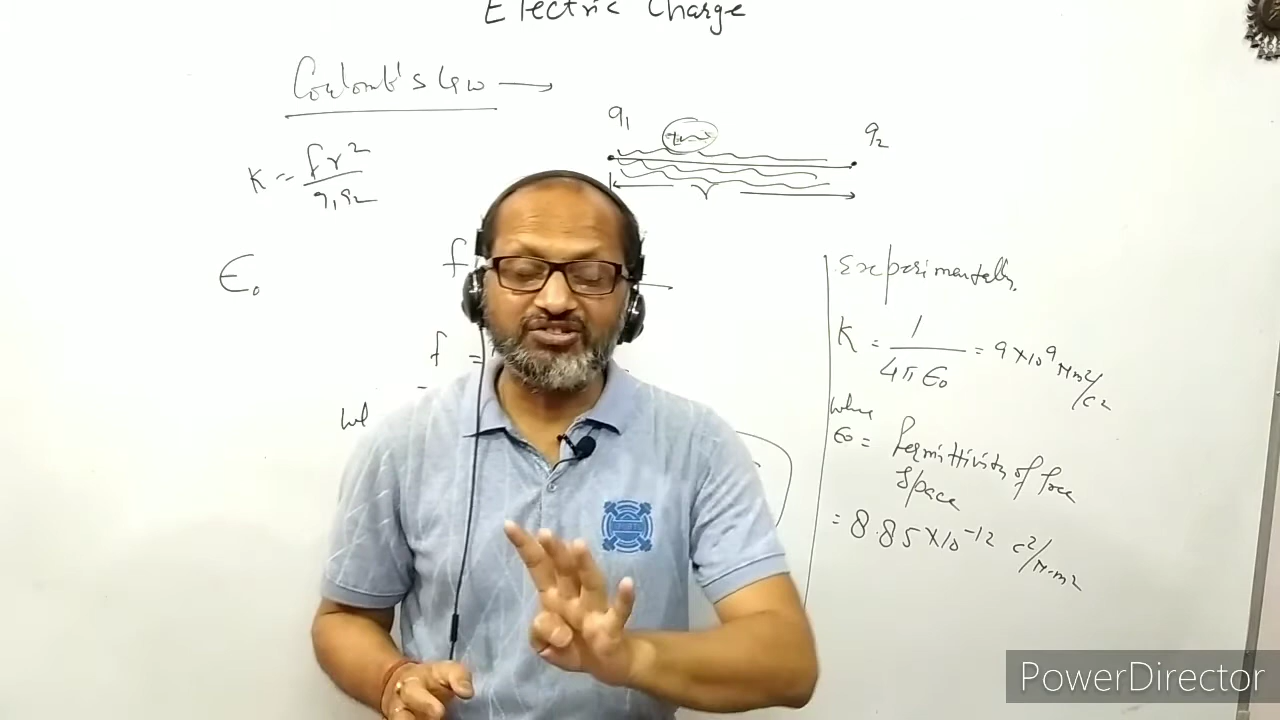 Electric Charge
Coulomb's law →
q1
q2
K = fr²
q1q2
r
ε0
f
f =
Experimentally
K = 1/4πε0 = 9×10⁹ Nm²/c²
where
ε0 = Permittivity of free
space
= 8.85×10⁻¹² c²/N-m²
PowerDirector